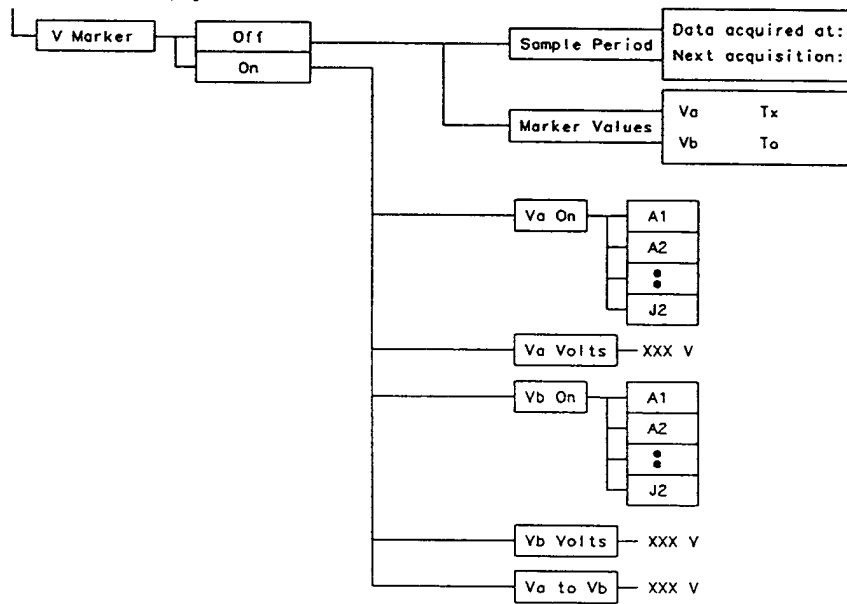 V Marker
Off
On
Sample Period
Data acquired at:
Next acquisition:
Marker Values
Va Tx
Vb To
Va On
A1
A2
J2
Va Volts
XXX V
Vb On
A1
A2
J2
Vb Volts
XXX V
Va to Vb
XXX V